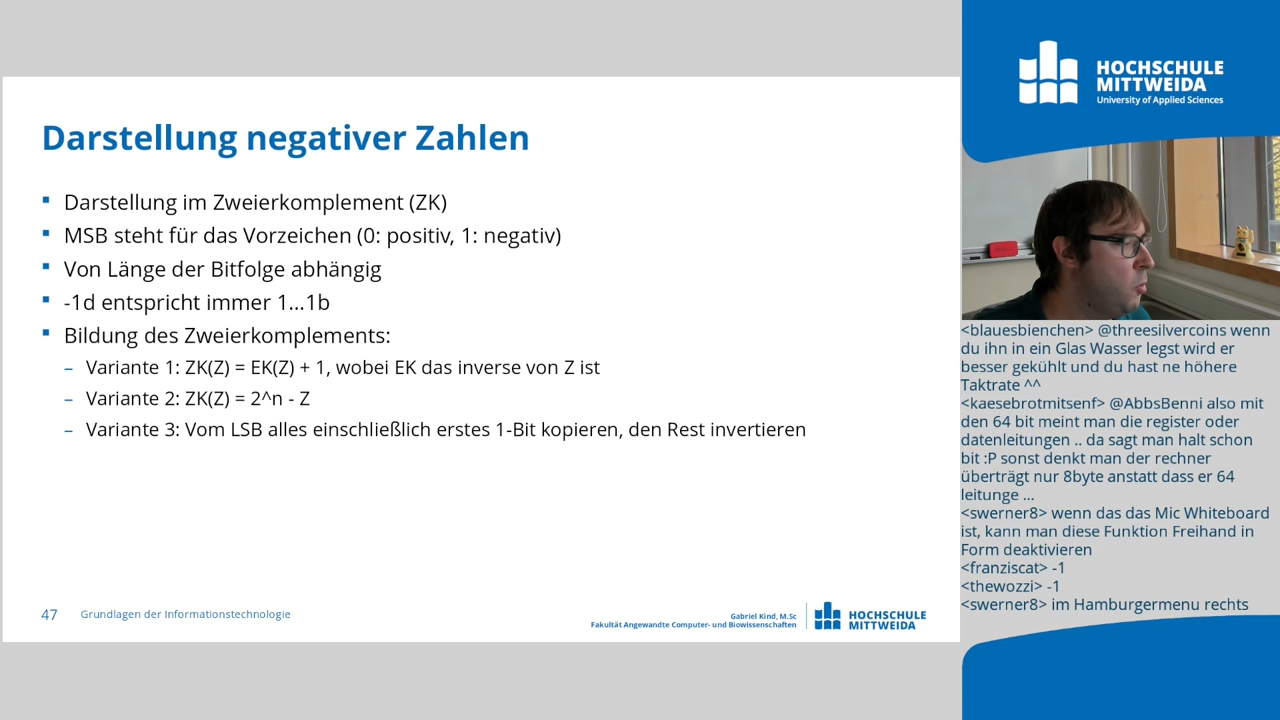 Darstellung negativer Zahlen
Darstellung im Zweierkomplement (ZK)
MSB steht für das Vorzeichen (0: positiv, 1: negativ)
Von Länge der Bitfolge abhängig
-1d entspricht immer 1...1b
Bildung des Zweierkomplements:
– Variante 1: ZK(Z) = EK(Z) + 1, wobei EK das inverse von Z ist
– Variante 2: ZK(Z) = 2^n - Z
– Variante 3: Vom LSB alles einschließlich erstes 1-Bit kopieren, den Rest invertieren
47 Grundlagen der Informationstechnologie
Gabriel Kind, M.Sc
Fakultät Angewandte Computer- und Biowissenschaften
HOCHSCHULE
MITTWEIDA
HOCHSCHULE
MITTWEIDA
University of Applied Sciences
<blauesbienchen> @threesilvercoins wenn
du ihn in ein Glas Wasser legst wird er
besser gekühlt und du hast ne höhere
Taktrate ^^
<kaesebrotmitsenf> @AbbsBenni also mit
den 64 bit meint man die register oder
datenleitungen .. da sagt man halt schon
bit :P sonst denkt man der rechner
überträgt nur 8byte anstatt dass er 64
leitunge ...
<swerner8> wenn das das Mic Whiteboard
ist, kann man diese Funktion Freihand in
Form deaktivieren
<franziscat> -1
<thewozzi> -1
<swerner8> im Hamburgermenu rechts